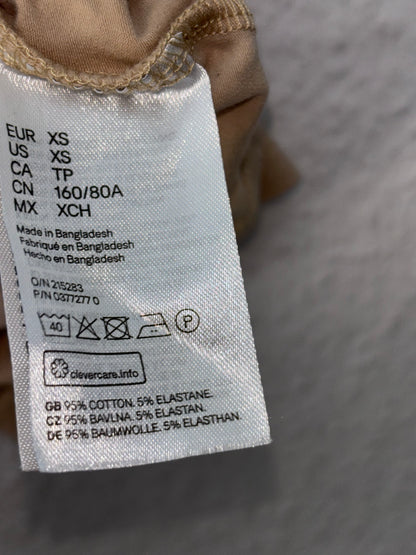 EUR XS
US XS
CA TP
CN 160/80A
MX XCH
Made in Bangladesh
Fabriqué en Bangladesh
Hecho en Bangladesh
O/N 215283
P/N 0377277 0
40 P
clevercare.info
GB 95% COTTON. 5% ELASTANE.
CZ 95% BAVLNA. 5% ELASTAN.
DE 95% BAUMWOLLE. 5% ELASTHAN.